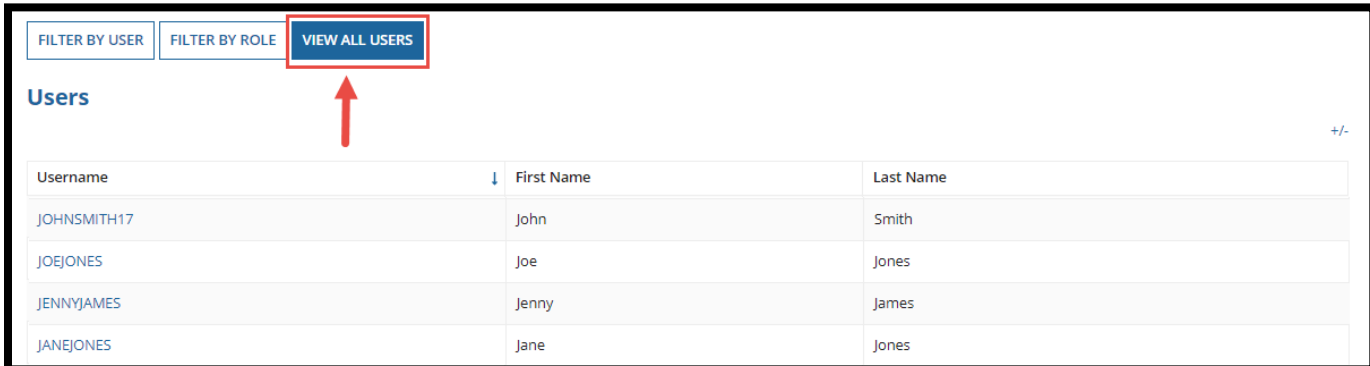 FILTER BY USER FILTER BY ROLE VIEW ALL USERS
Users
+/-
Username ↓ First Name Last Name
JOHNSMITH17 John Smith
JOEJONES Joe Jones
JENNYJAMES Jenny James
JANEJONES Jane Jones